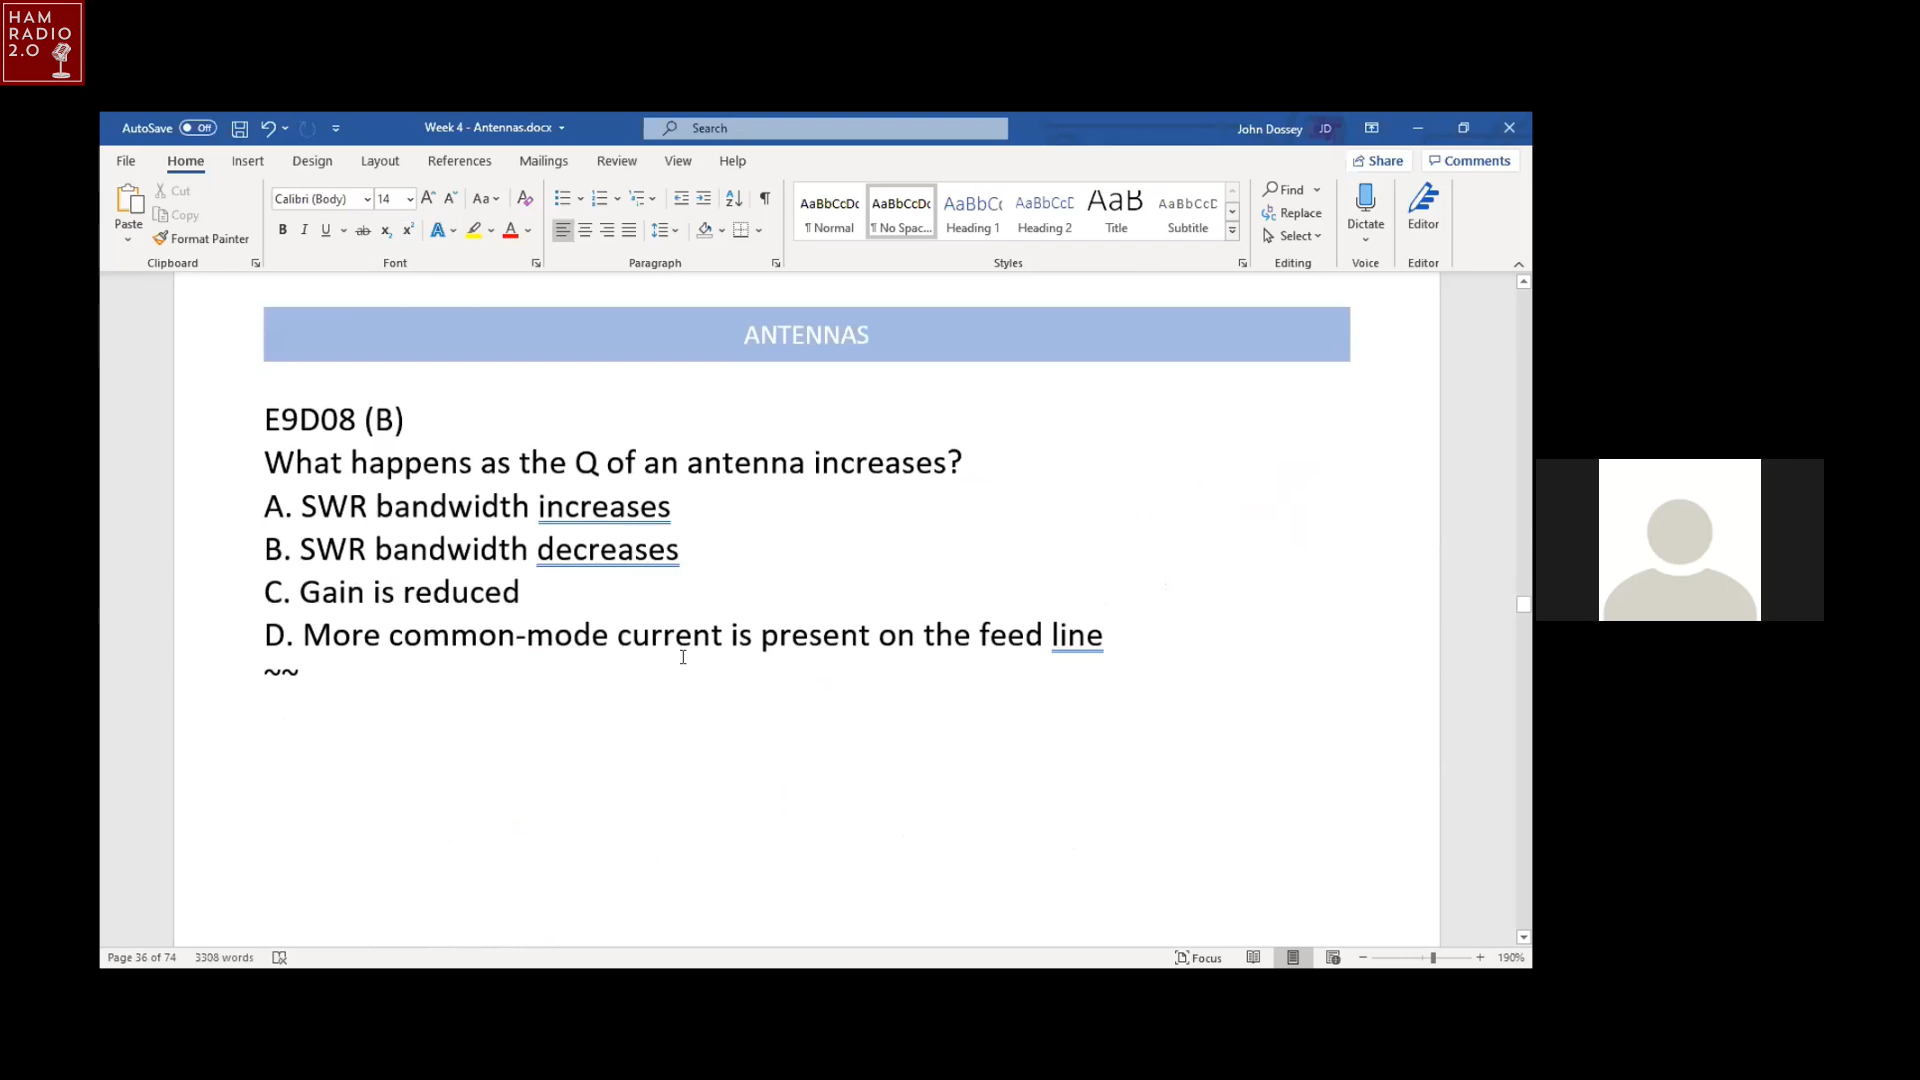 HAM
RADIO
2.0
AutoSave Off
Week 4 - Antennas.docx
Search
John Dossey JD
File Home Insert Design Layout References Mailings Review View Help
Share Comments
Paste
Cut
Copy
Format Painter
Clipboard
Calibri (Body) 14
Font
Paragraph
AaBbCcDc AaBbCcDc AaBbCc AaBbCcD AaB AaBbCcD
¶ Normal ¶ No Spac... Heading 1 Heading 2 Title Subtitle
Styles
Find
Replace
Select
Editing
Dictate
Voice
Editor
Editor
ANTENNAS
E9D08 (B)
What happens as the Q of an antenna increases?
A. SWR bandwidth increases
B. SWR bandwidth decreases
C. Gain is reduced
D. More common-mode current is present on the feed line
~~
Page 36 of 74 3308 words
Focus
190%